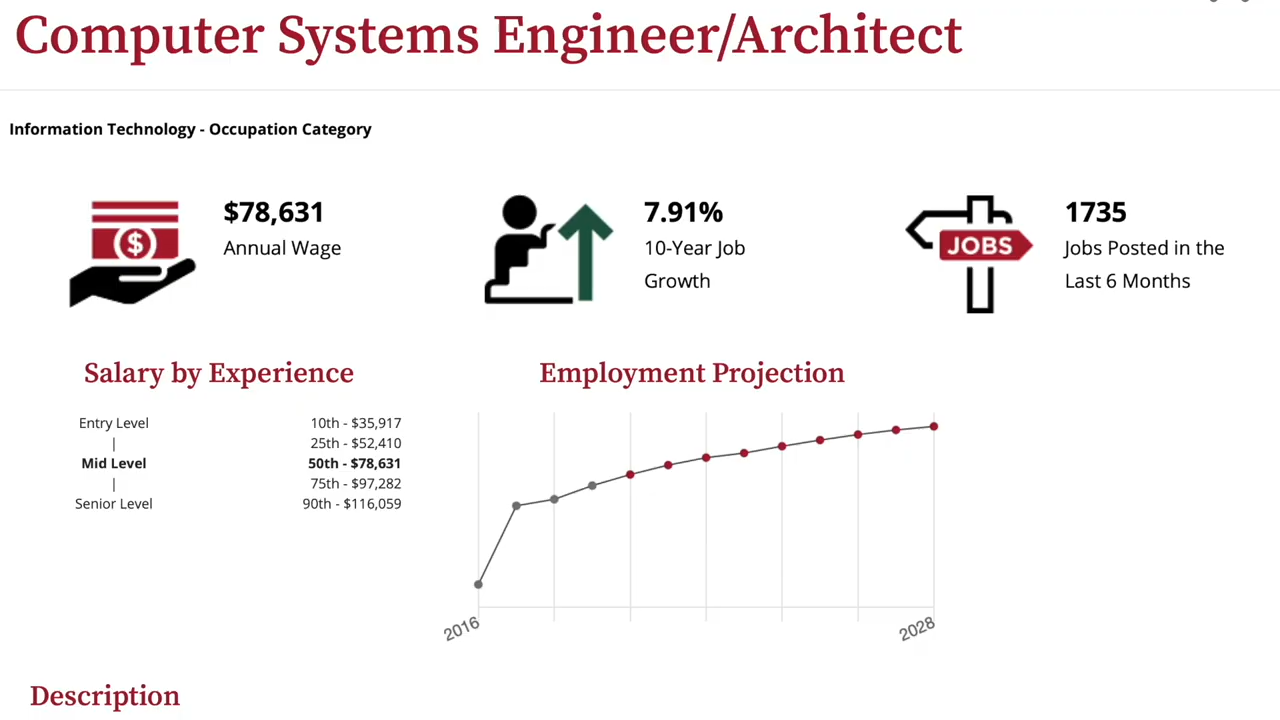 Computer Systems Engineer/Architect
Information Technology - Occupation Category
$78,631
Annual Wage
7.91%
10-Year Job
Growth
JOBS
1735
Jobs Posted in the
Last 6 Months
Salary by Experience
Entry Level 10th - $35,917
| 25th - $52,410
Mid Level 50th - $78,631
| 75th - $97,282
Senior Level 90th - $116,059
Employment Projection
2016
2028
Description